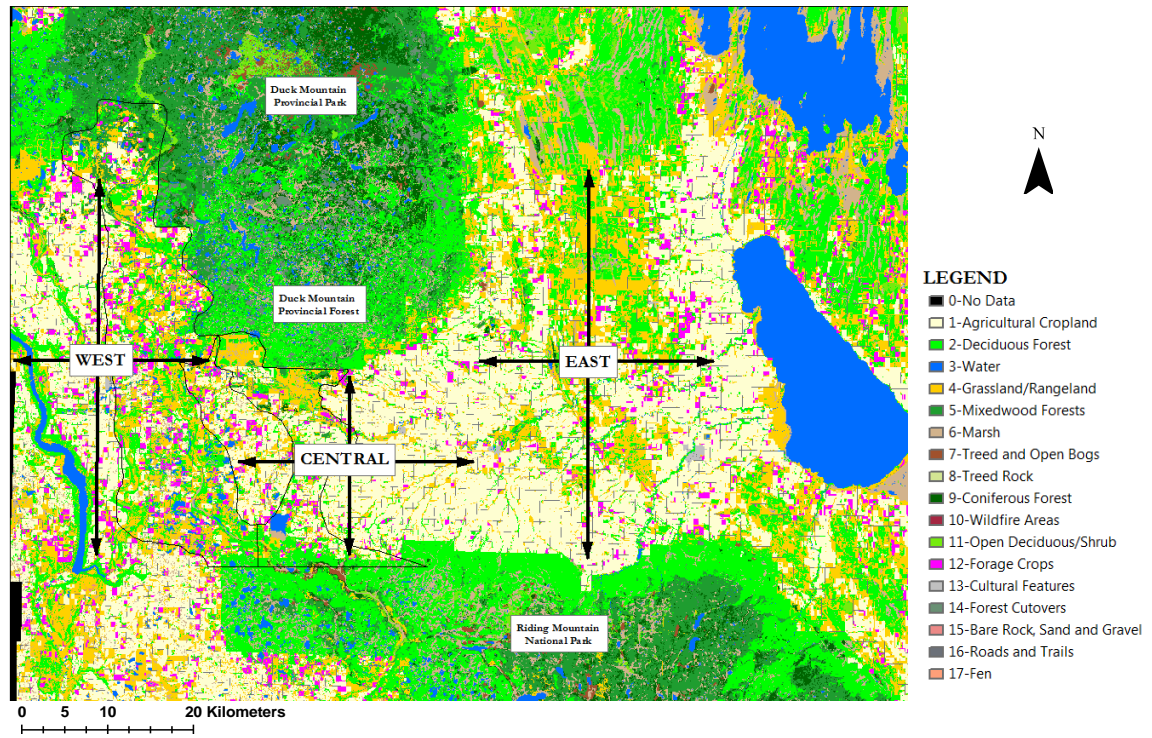 Duck Mountain
Provincial Park
N
Duck Mountain
Provincial Forest
WEST
EAST
CENTRAL
Riding Mountain
National Park
LEGEND
0-No Data
1-Agricultural Cropland
2-Deciduous Forest
3-Water
4-Grassland/Rangeland
5-Mixedwood Forests
6-Marsh
7-Treed and Open Bogs
8-Treed Rock
9-Coniferous Forest
10-Wildfire Areas
11-Open Deciduous/Shrub
12-Forage Crops
13-Cultural Features
14-Forest Cutovers
15-Bare Rock, Sand and Gravel
16-Roads and Trails
17-Fen
0 5 10 20 Kilometers